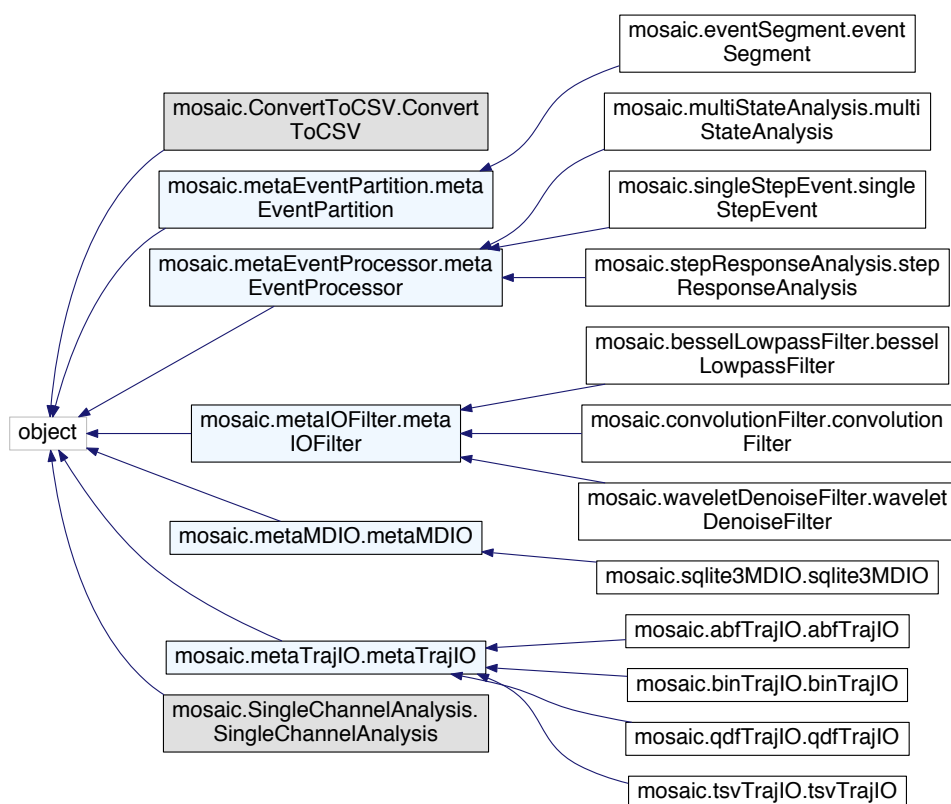 mosaic.eventSegment.event
Segment
mosaic.ConvertToCSV.Convert
ToCSV
mosaic.multiStateAnalysis.multi
StateAnalysis
mosaic.metaEventPartition.meta
EventPartition
mosaic.singleStepEvent.single
StepEvent
mosaic.metaEventProcessor.meta
EventProcessor
mosaic.stepResponseAnalysis.step
ResponseAnalysis
mosaic.besselLowpassFilter.bessel
LowpassFilter
object
mosaic.metaIOFilter.meta
IOFilter
mosaic.convolutionFilter.convolution
Filter
mosaic.waveletDenoiseFilter.wavelet
DenoiseFilter
mosaic.metaMDIO.metaMDIO
mosaic.sqlite3MDIO.sqlite3MDIO
mosaic.abfTrajIO.abfTrajIO
mosaic.metaTrajIO.metaTrajIO
mosaic.binTrajIO.binTrajIO
mosaic.SingleChannelAnalysis.
SingleChannelAnalysis
mosaic.qdfTrajIO.qdfTrajIO
mosaic.tsvTrajIO.tsvTrajIO